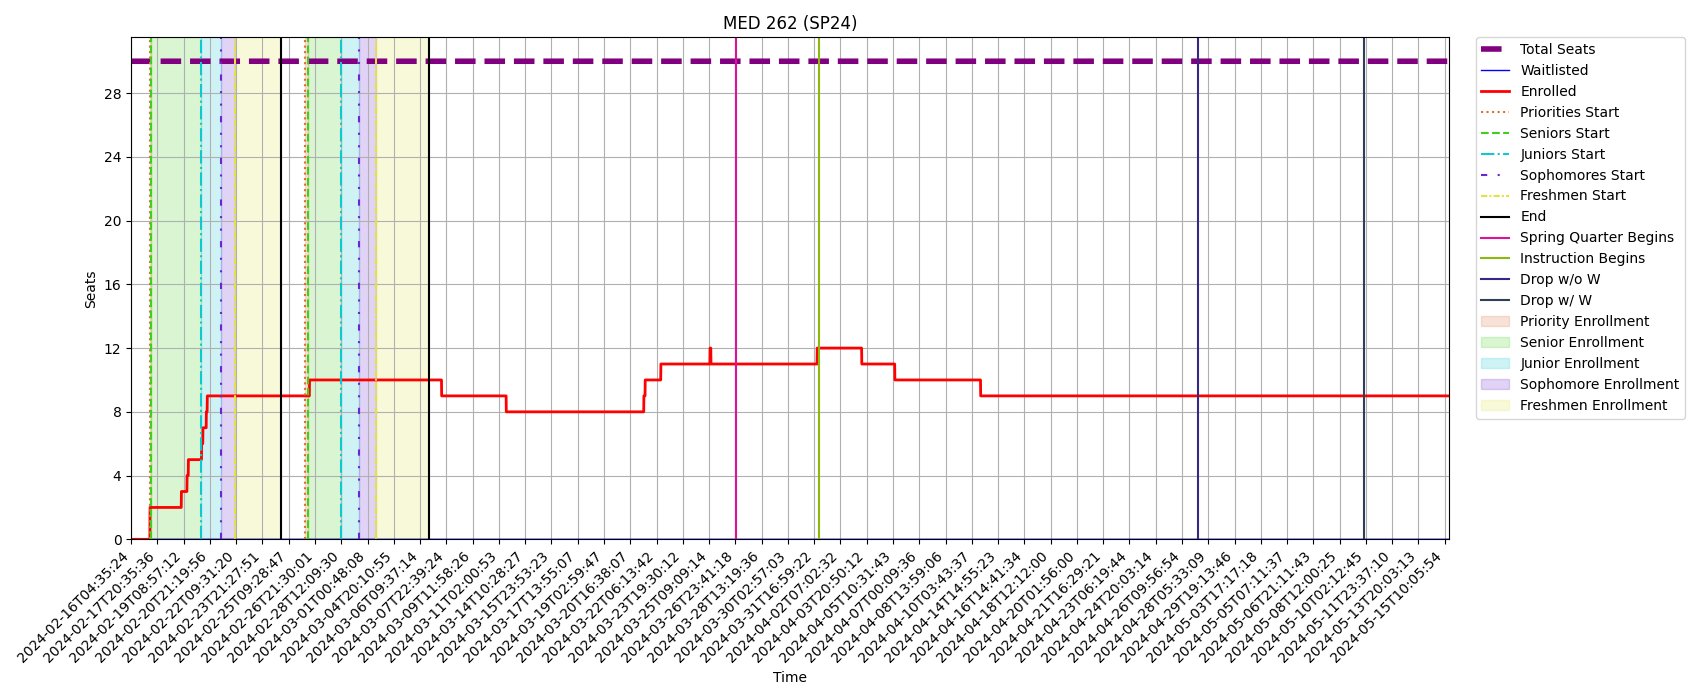 MED 262 (SP24)
Seats
28
24
20
16
12
8
4
0
2024-02-16T04:35:24
2024-02-17T20:35:36
2024-02-19T08:57:12
2024-02-20T21:19:56
2024-02-22T09:31:20
2024-02-23T21:27:51
2024-02-25T09:28:47
2024-02-26T21:30:01
2024-02-28T12:09:30
2024-03-01T00:48:08
2024-03-04T20:10:55
2024-03-06T09:37:14
2024-03-07T22:39:24
2024-03-09T11:58:26
2024-03-11T02:00:53
2024-03-14T10:28:27
2024-03-15T23:53:23
2024-03-17T13:55:07
2024-03-19T02:59:47
2024-03-20T16:38:07
2024-03-22T06:13:42
2024-03-23T19:30:12
2024-03-25T09:09:14
2024-03-26T23:41:18
2024-03-28T13:19:36
2024-03-30T02:57:03
2024-03-31T16:59:22
2024-04-02T07:02:32
2024-04-03T20:50:12
2024-04-05T10:31:43
2024-04-07T00:09:36
2024-04-08T13:59:06
2024-04-10T03:43:37
2024-04-14T14:55:23
2024-04-16T14:41:34
2024-04-18T12:12:00
2024-04-20T01:56:00
2024-04-21T16:29:21
2024-04-23T06:19:44
2024-04-24T20:03:14
2024-04-26T09:56:54
2024-04-28T05:33:09
2024-04-29T19:13:46
2024-05-03T17:17:18
2024-05-05T07:11:37
2024-05-06T21:11:43
2024-05-08T12:00:25
2024-05-10T02:12:45
2024-05-11T23:37:10
2024-05-13T20:03:13
2024-05-15T10:05:54
Time
Total Seats
Waitlisted
Enrolled
Priorities Start
Seniors Start
Juniors Start
Sophomores Start
Freshmen Start
End
Spring Quarter Begins
Instruction Begins
Drop w/o W
Drop w/ W
Priority Enrollment
Senior Enrollment
Junior Enrollment
Sophomore Enrollment
Freshmen Enrollment